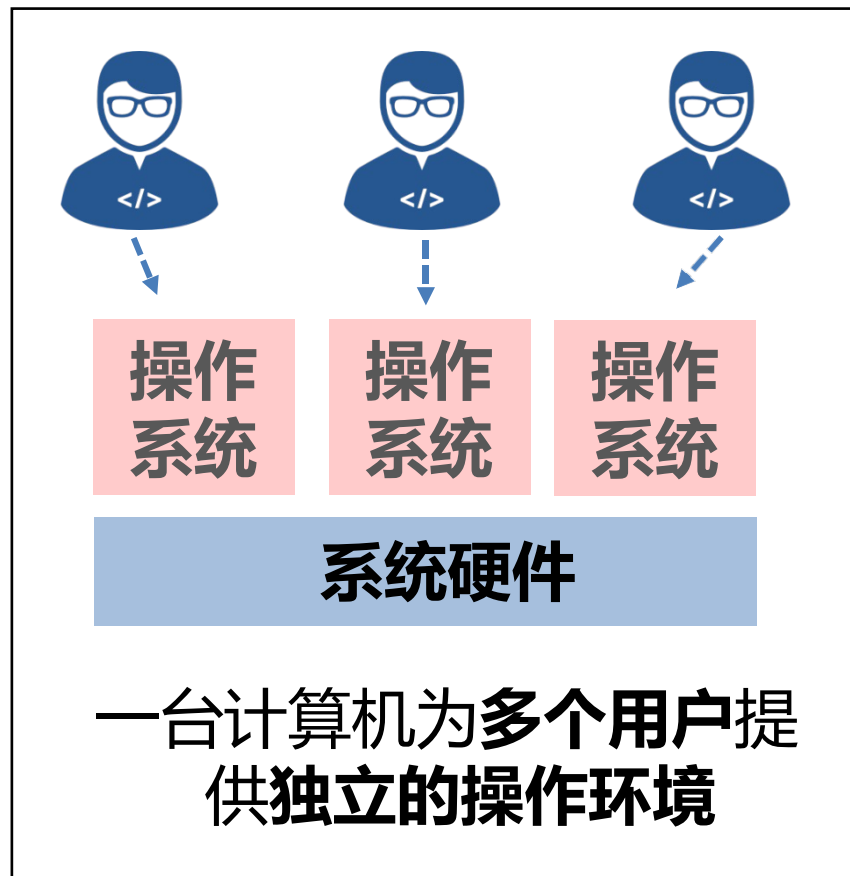 </> </> </>
操作 操作 操作
系统 系统 系统
系统硬件
一台计算机为多个用户提
供独立的操作环境